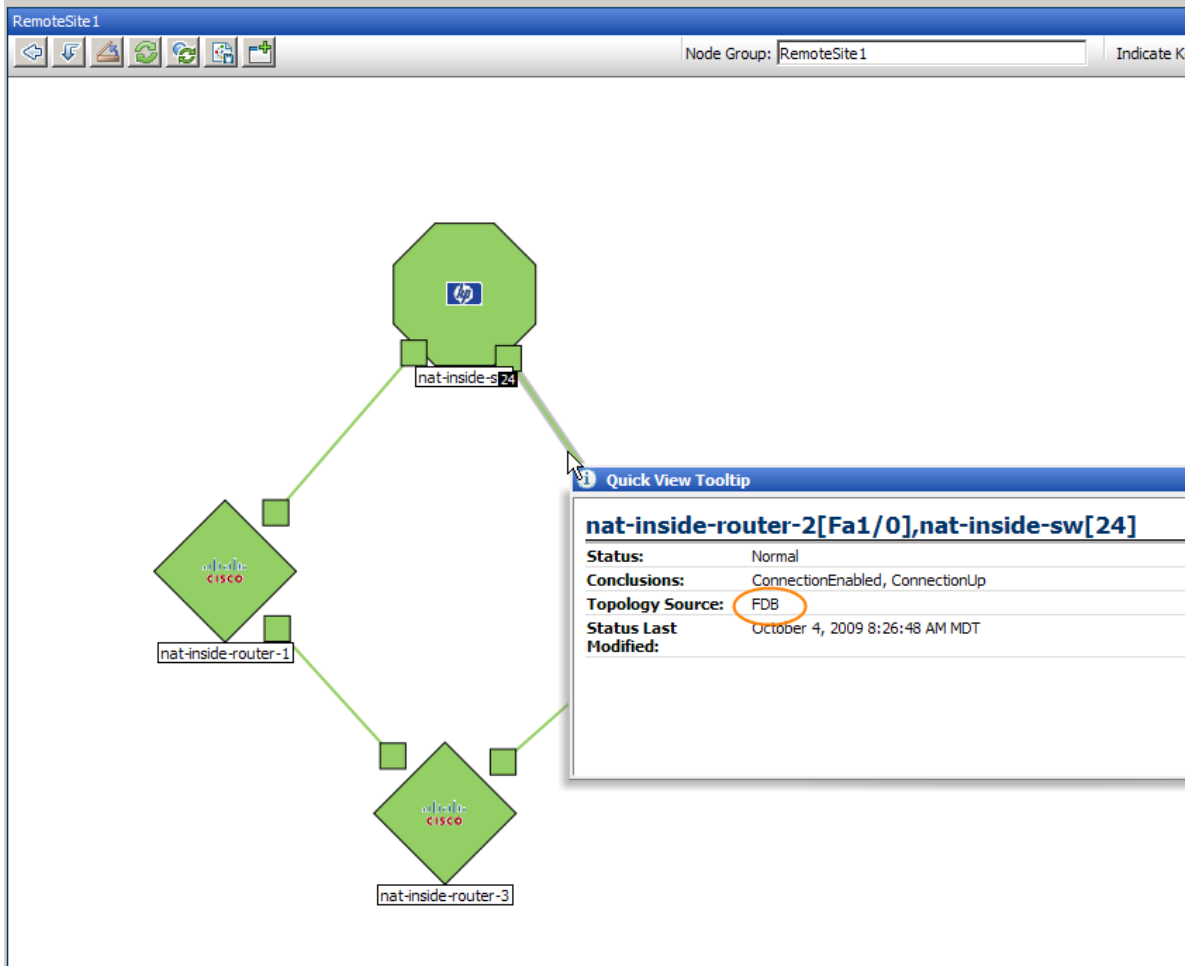 RemoteSite1
Node Group: RemoteSite1 Indicate K
hp
nat-inside-s 24
Quick View Tooltip
nat-inside-router-2[Fa1/0],nat-inside-sw[24]
Status: Normal
Conclusions: ConnectionEnabled, ConnectionUp
Topology Source: FDB
Status Last Modified: October 4, 2009 8:26:48 AM MDT
CISCO
nat-inside-router-1
CISCO
nat-inside-router-3